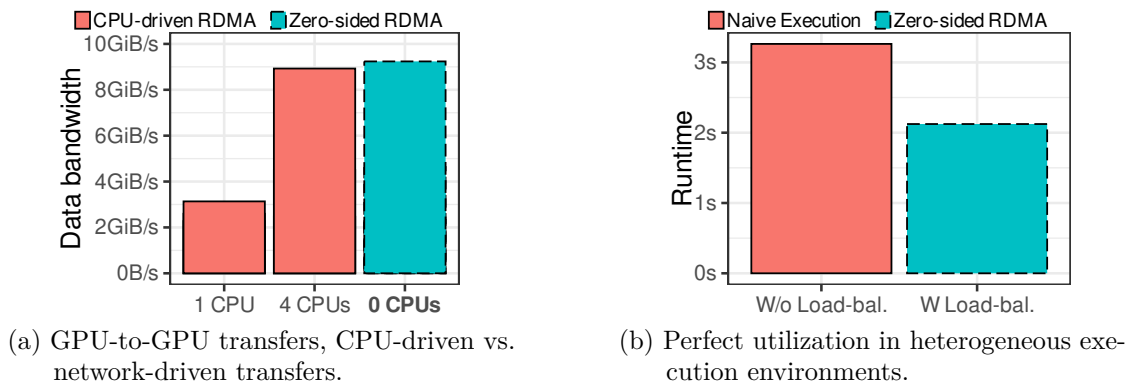 CPU-driven RDMA Zero-sided RDMA
Data bandwidth
10GiB/s
8GiB/s
6GiB/s
4GiB/s
2GiB/s
0B/s
1 CPU 4 CPUs 0 CPUs
(a) GPU-to-GPU transfers, CPU-driven vs.
network-driven transfers.
Naive Execution Zero-sided RDMA
Runtime
3s
2s
1s
0s
W/o Load-bal. W Load-bal.
(b) Perfect utilization in heterogeneous exe-
cution environments.